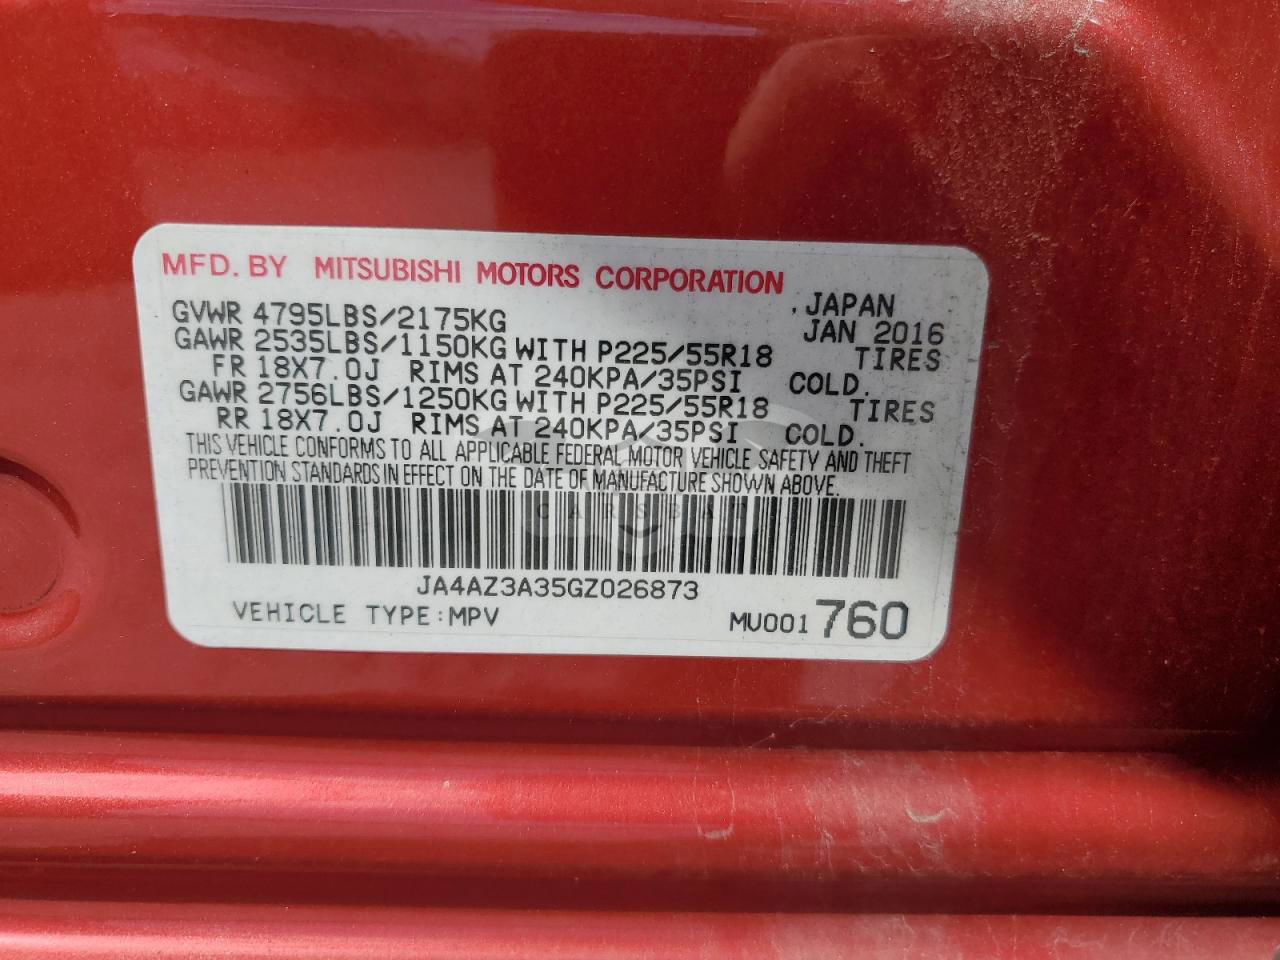 MFD. BY MITSUBISHI MOTORS CORPORATION
, JAPAN
GVWR 4795LBS/2175KG JAN 2016
GAWR 2535LBS/1150KG WITH P225/55R18 TIRES
FR 18X7.0J RIMS AT 240KPA/35PSI COLD.
GAWR 2756LBS/1250KG WITH P225/55R18 TIRES
RR 18X7.0J RIMS AT 240KPA/35PSI COLD.
THIS VEHICLE CONFORMS TO ALL APPLICABLE FEDERAL MOTOR VEHICLE SAFETY AND THEFT
PREVENTION STANDARDS IN EFFECT ON THE DATE OF MANUFACTURE SHOWN ABOVE.
JA4AZ3A35GZ026873
VEHICLE TYPE:MPV MU001 760